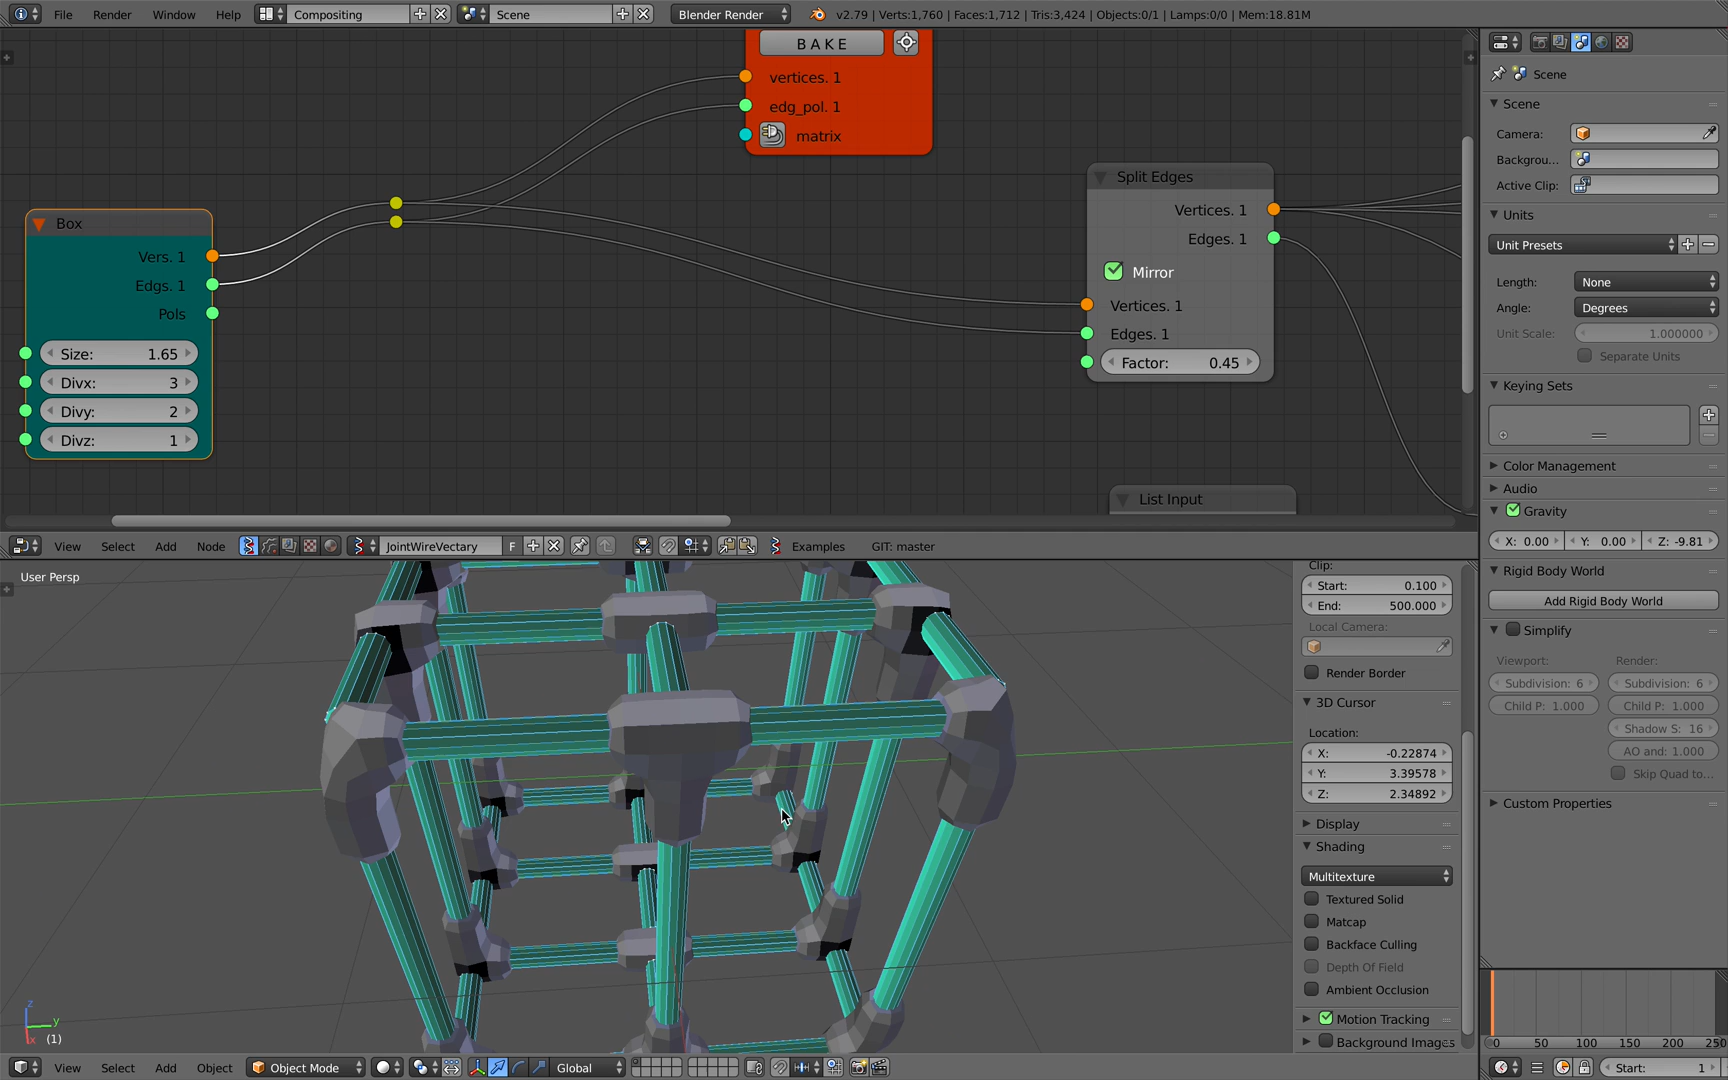 File Render Window Help Compositing Scene Blender Render v2.79 | Verts:1,760 | Faces:1,712 | Tris:3,424 | Objects:0/1 | Lamps:0/0 | Mem:18.81M
BAKE
vertices. 1
edg_pol. 1
matrix
Box
Vers. 1
Edgs. 1
Pols
Size: 1.65
Divx: 3
Divy: 2
Divz: 1
Split Edges
Vertices. 1
Edges. 1
Mirror
Vertices. 1
Edges. 1
Factor: 0.45
List Input
View Select Add Node JointWireVectary F Examples GIT: master
User Persp
z
y
x
(1)
Clip:
Start: 0.100
End: 500.000
Local Camera:
Render Border
3D Cursor
Location:
X: -0.22874
Y: 3.39578
Z: 2.34892
Display
Shading
Multitexture
Textured Solid
Matcap
Backface Culling
Depth Of Field
Ambient Occlusion
Motion Tracking
Background Images
View Select Add Object Object Mode Global
Scene
Scene
Camera:
Backgrou...
Active Clip:
Units
Unit Presets
Length: None
Angle: Degrees
Unit Scale: 1.000000
Separate Units
Keying Sets
Color Management
Audio
Gravity
X: 0.00 Y: 0.00 Z: -9.81
Rigid Body World
Add Rigid Body World
Simplify
Viewport: Render:
Subdivision: 6 Subdivision: 6
Child P: 1.000 Child P: 1.000
Shadow S: 16
AO and: 1.000
Skip Quad to...
Custom Properties
0 50 100 150 200 250
Start: 1